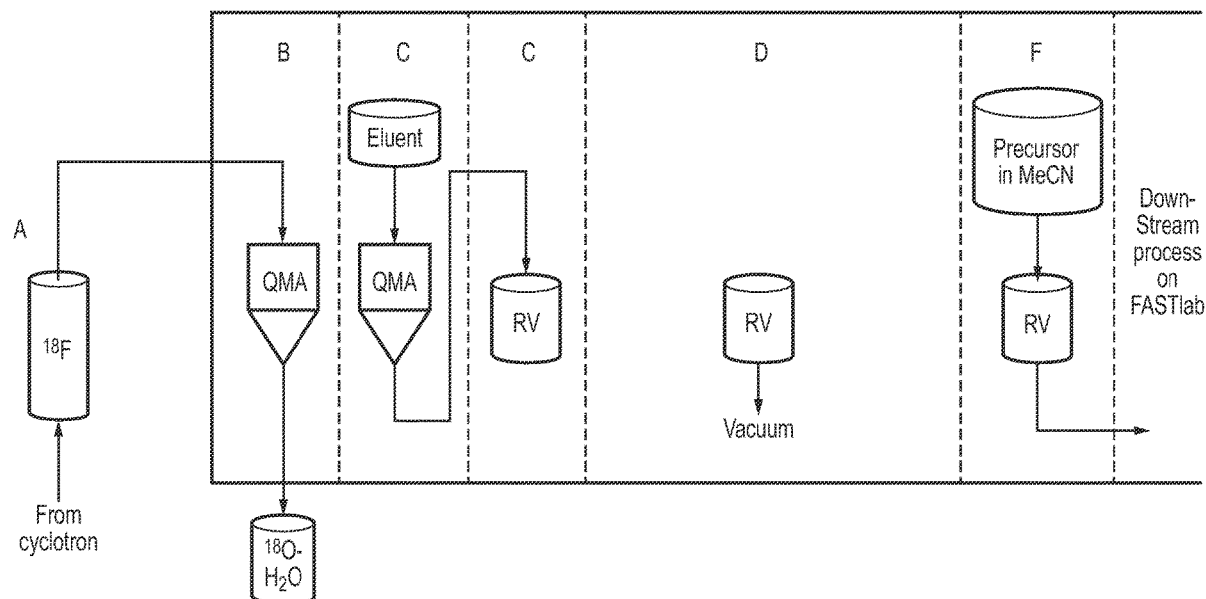 B
C
C
D
F
Eluent
Precursor
in MeCN
A
Down-
Stream
process
on
FASTlab
QMA
QMA
RV
RV
RV
¹⁸F
Vacuum
From
cyclotron
¹⁸O-
H₂O